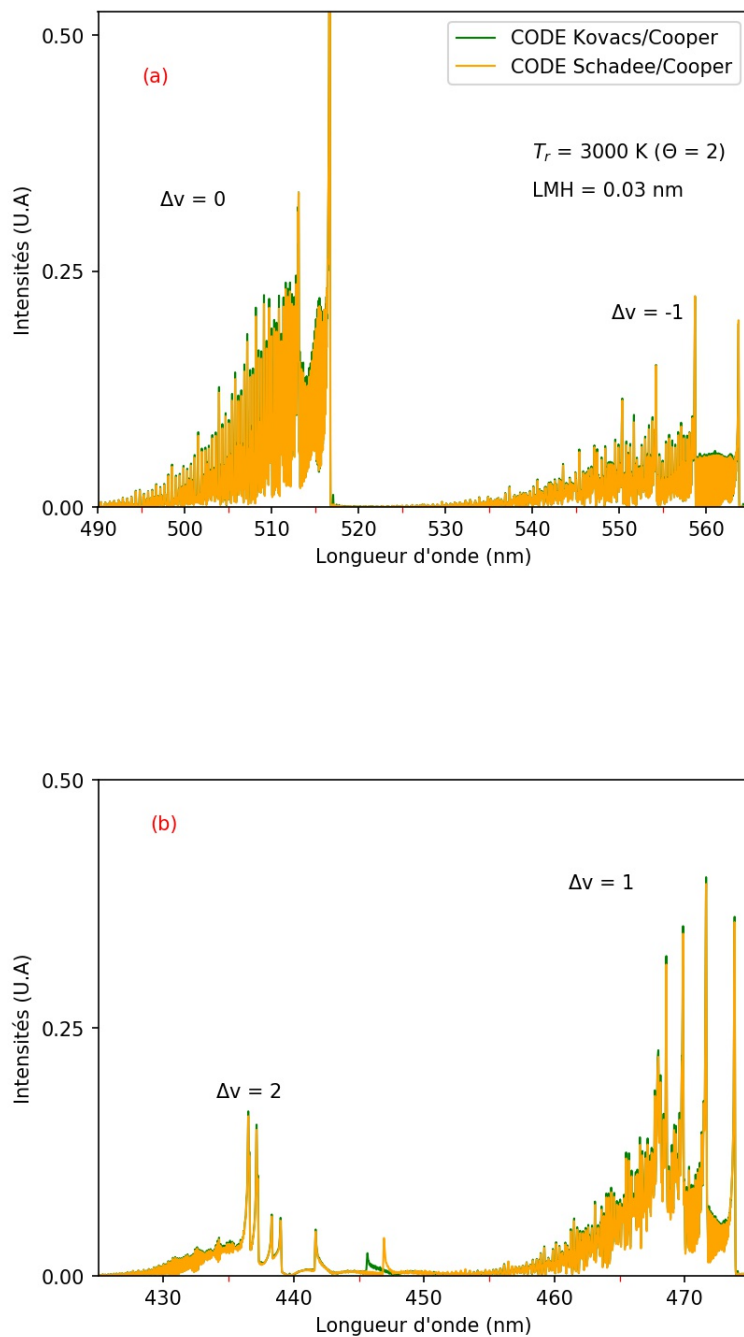 0.50
CODE Kovacs/Cooper
(a)
CODE Schadee/Cooper
T_r = 3000 K (Θ = 2)
Δv = 0
LMH = 0.03 nm
Intensités (U.A)
0.25
Δv = -1
0.00
490 500 510 520 530 540 550 560
Longueur d'onde (nm)
0.50
(b)
Δv = 1
Intensités (U.A)
0.25
Δv = 2
0.00
430 440 450 460 470
Longueur d'onde (nm)